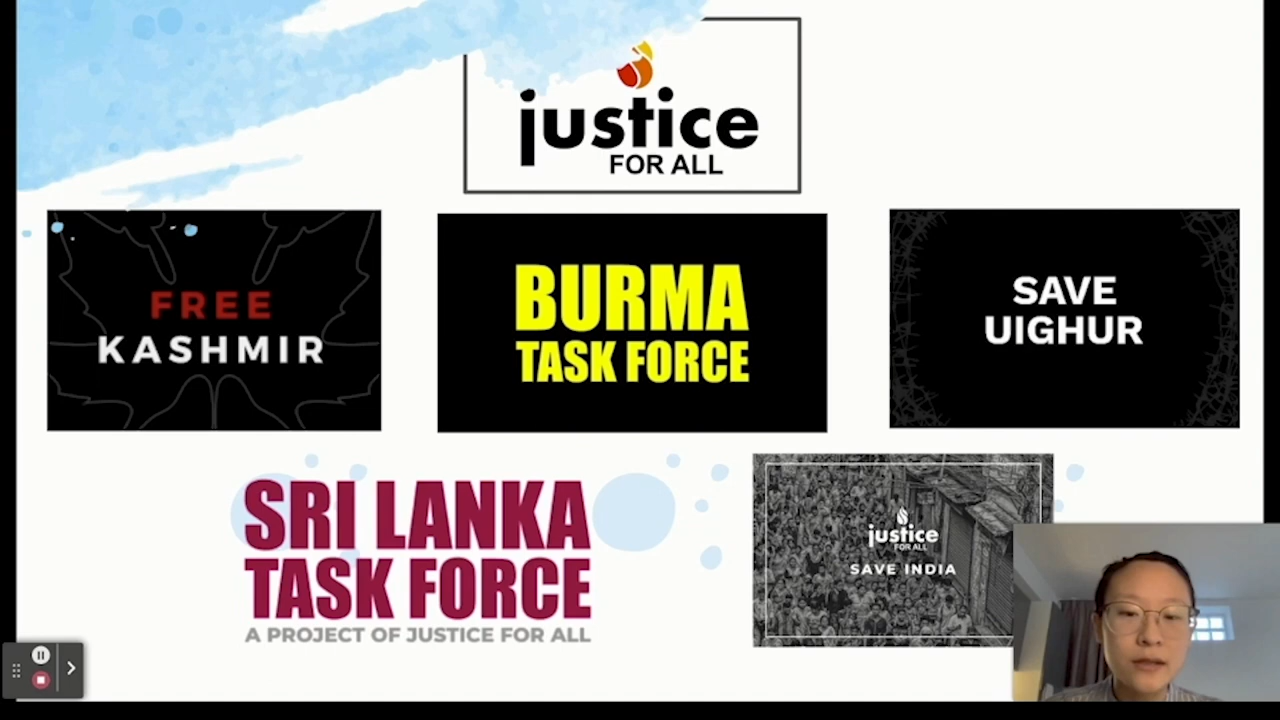 justice
FOR ALL
FREE
KASHMIR
BURMA
TASK FORCE
SAVE
UIGHUR
SRI LANKA
TASK FORCE
A PROJECT OF JUSTICE FOR ALL
justice
FOR ALL
SAVE INDIA